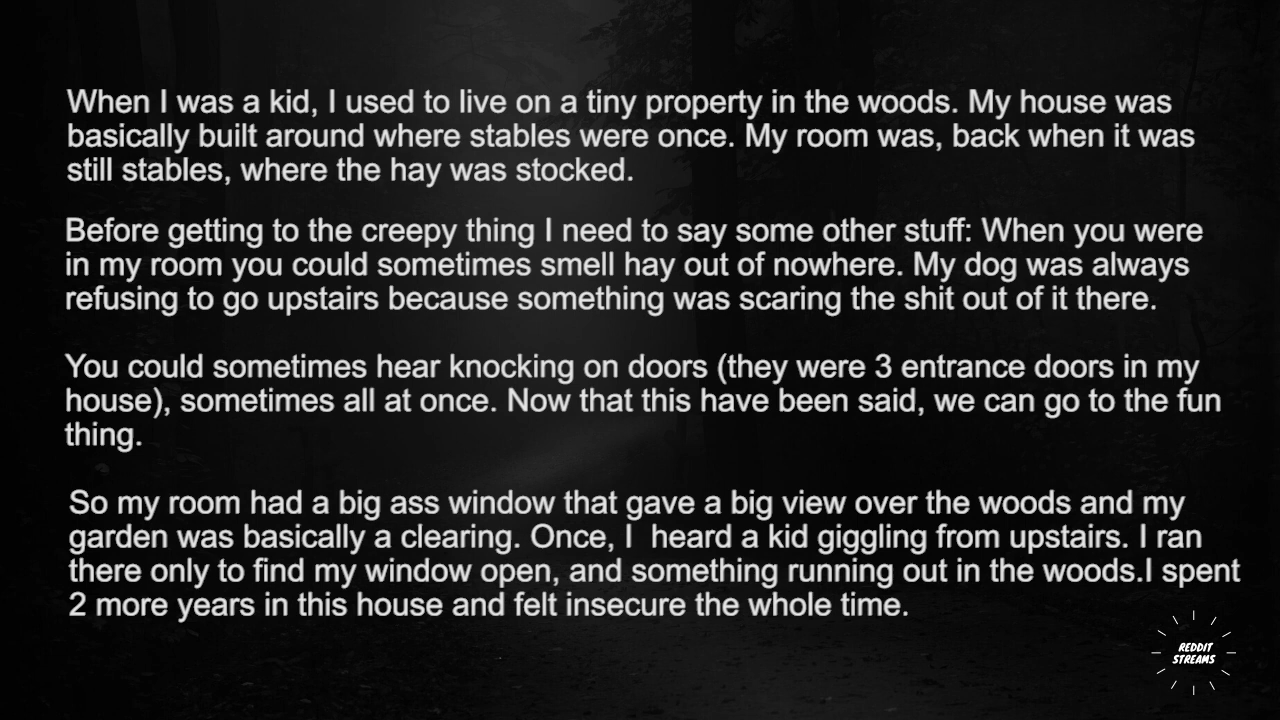 When I was a kid, I used to live on a tiny property in the woods. My house was
basically built around where stables were once. My room was, back when it was
still stables, where the hay was stocked.
Before getting to the creepy thing I need to say some other stuff: When you were
in my room you could sometimes smell hay out of nowhere. My dog was always
refusing to go upstairs because something was scaring the shit out of it there.
You could sometimes hear knocking on doors (they were 3 entrance doors in my
house), sometimes all at once. Now that this have been said, we can go to the fun
thing.
So my room had a big ass window that gave a big view over the woods and my
garden was basically a clearing. Once, I  heard a kid giggling from upstairs. I ran
there only to find my window open, and something running out in the woods.I spent
2 more years in this house and felt insecure the whole time.
REDDIT
STREAMS